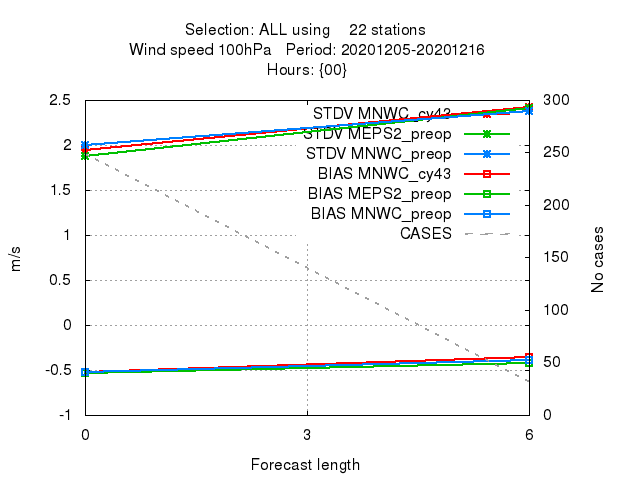 Selection: ALL using 22 stations
Wind speed 100hPa Period: 20201205-20201216
Hours: {00}
2.5
2
1.5
1
0.5
0
-0.5
-1
m/s
300
250
200
150
100
50
0
No cases
STDV MNWC_cy43
STDV MEPS2_preop
STDV MNWC_preop
BIAS MNWC_cy43
BIAS MEPS2_preop
BIAS MNWC_preop
CASES
0 3 6
Forecast length